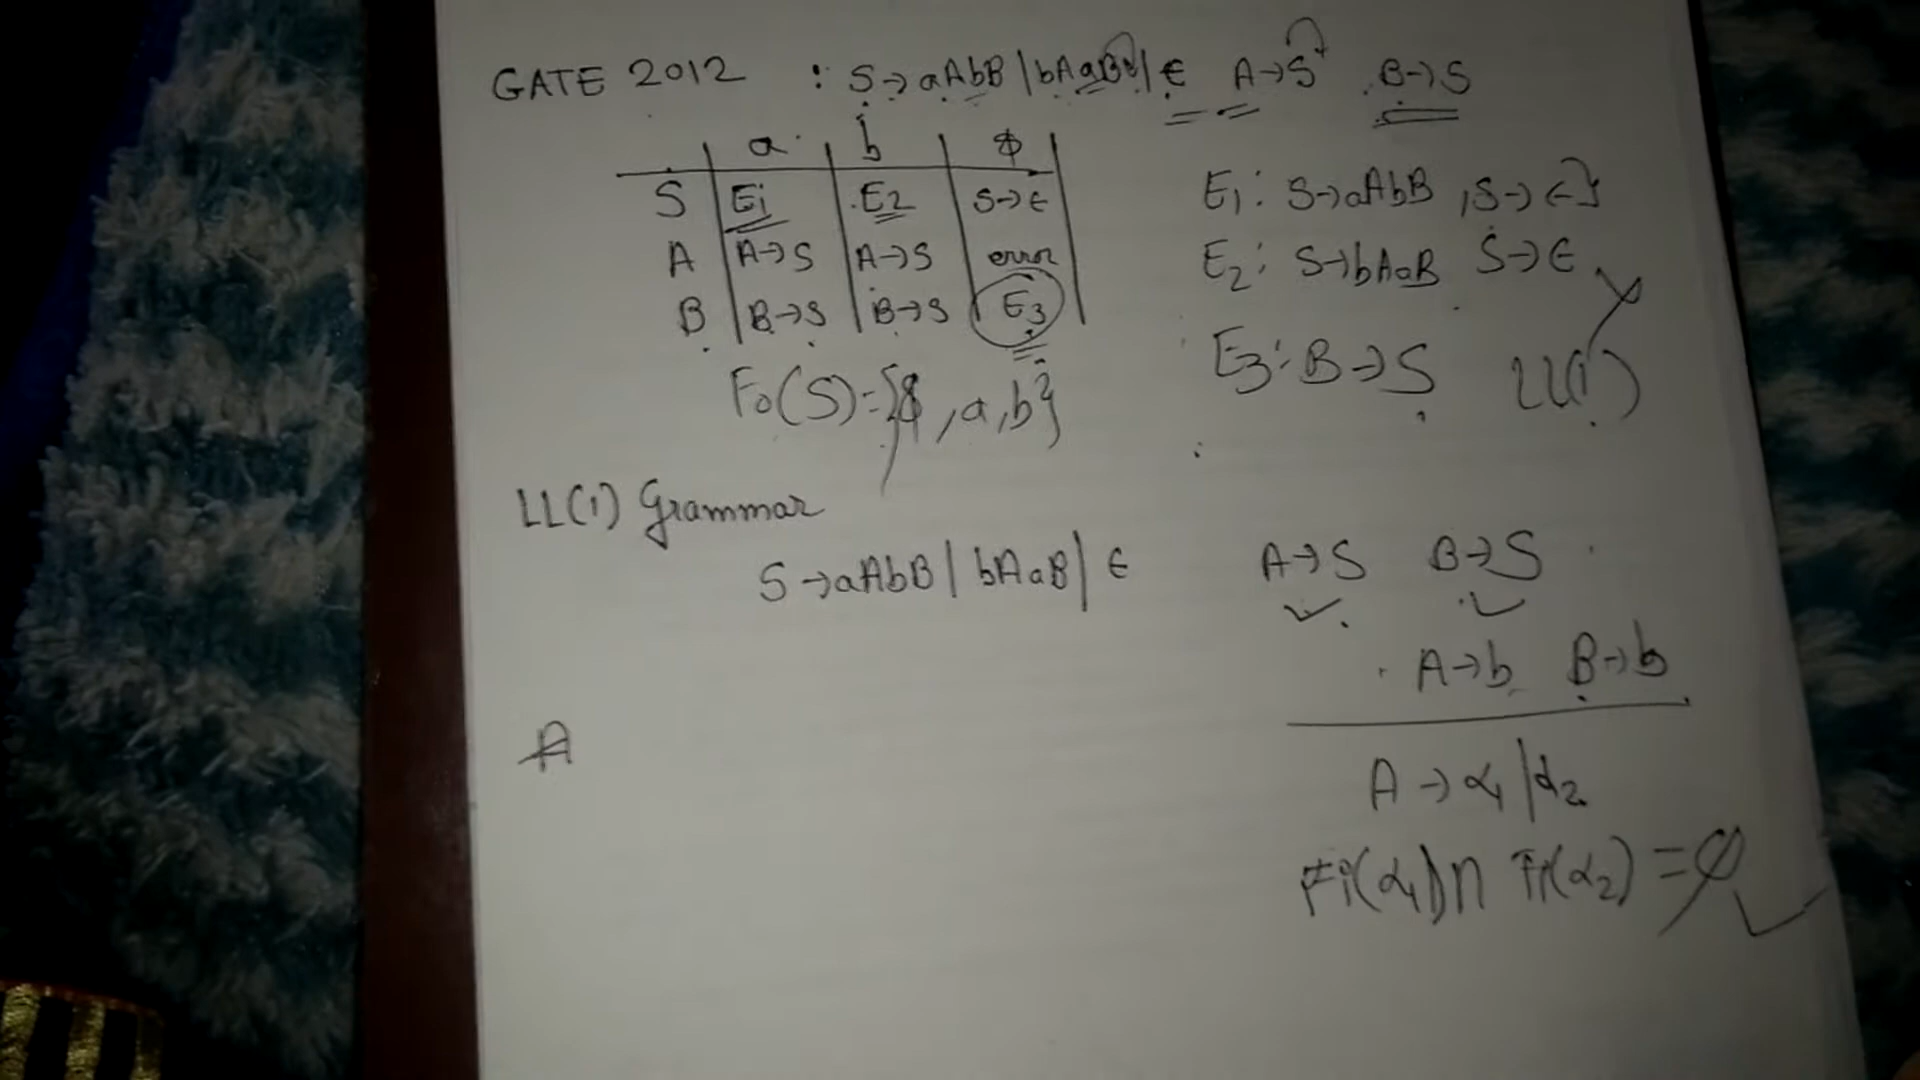 GATE 2012 : S→aAbB | bAaB | ϵ A→S B→S
a b $
S E1 E2 S→ϵ
A A→S A→S error
B B→S B→S E3
E1: S→aAbB, S→ϵ}
E2: S→bAaB S→ϵ
E3: B→S LL(1)
Fo(S)={$, a, b}
LL(1) Grammar
S→aAbB | bAaB | ϵ A→S B→S
A→b B→b
A
A→α1 | α2
Fi(α1) ∩ Fi(α2) = φ